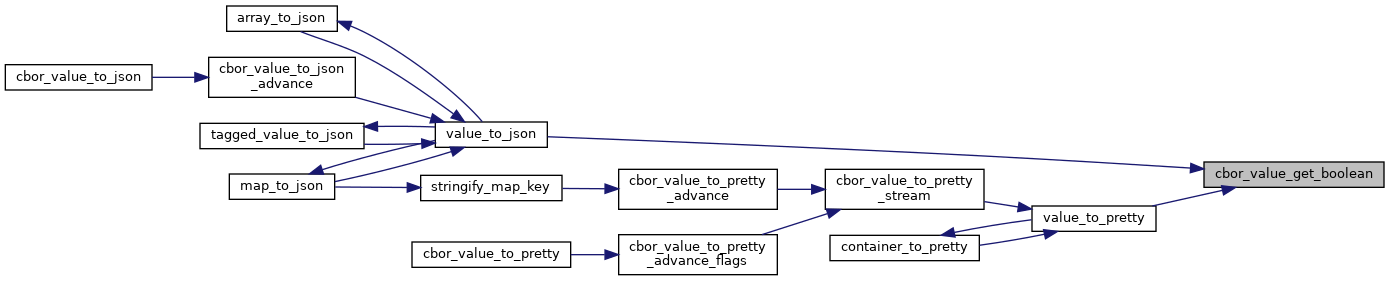 array_to_json
cbor_value_to_json
cbor_value_to_json
_advance
tagged_value_to_json
value_to_json
map_to_json
stringify_map_key
cbor_value_to_pretty
_advance
cbor_value_to_pretty
_stream
cbor_value_get_boolean
value_to_pretty
container_to_pretty
cbor_value_to_pretty
cbor_value_to_pretty
_advance_flags